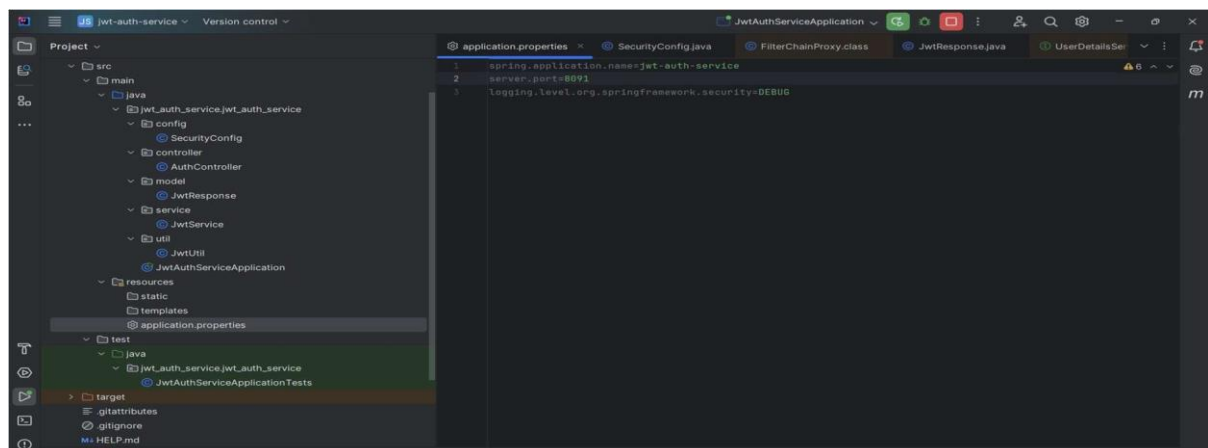 JS jwt-auth-service Version control JwtAuthServiceApplication
Project
application.properties SecurityConfig.java FilterChainProxy.class JwtResponse.java UserDetailsSer
1 spring.application.name=jwt-auth-service 6
2 server.port=8091
3 logging.level.org.springframework.security=DEBUG
src
main
java
jwt_auth_service.jwt_auth_service
config
SecurityConfig
controller
AuthController
model
JwtResponse
service
JwtService
util
JwtUtil
JwtAuthServiceApplication
resources
static
templates
application.properties
test
java
jwt_auth_service.jwt_auth_service
JwtAuthServiceApplicationTests
target
.gitattributes
.gitignore
M↓ HELP.md
m